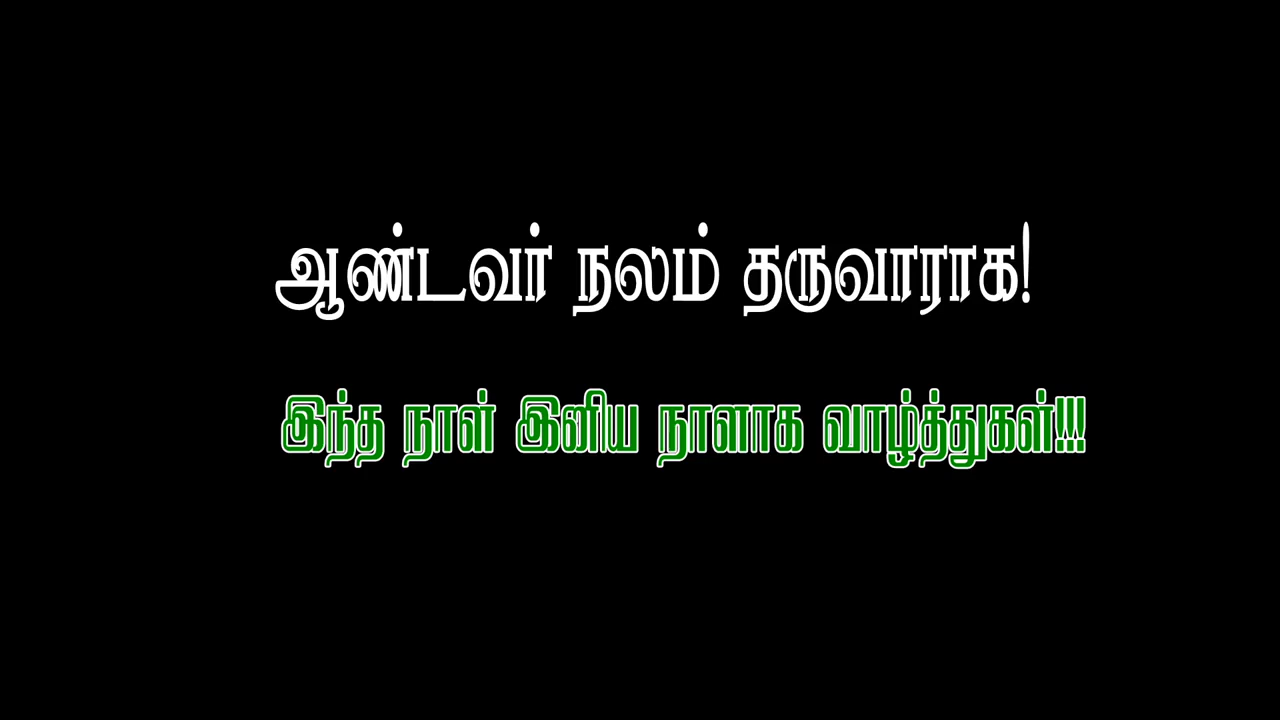 ஆண்டவர் நலம் தருவாராக!
இந்த நாள் இனிய நாளாக வாழ்த்துகள்!!!